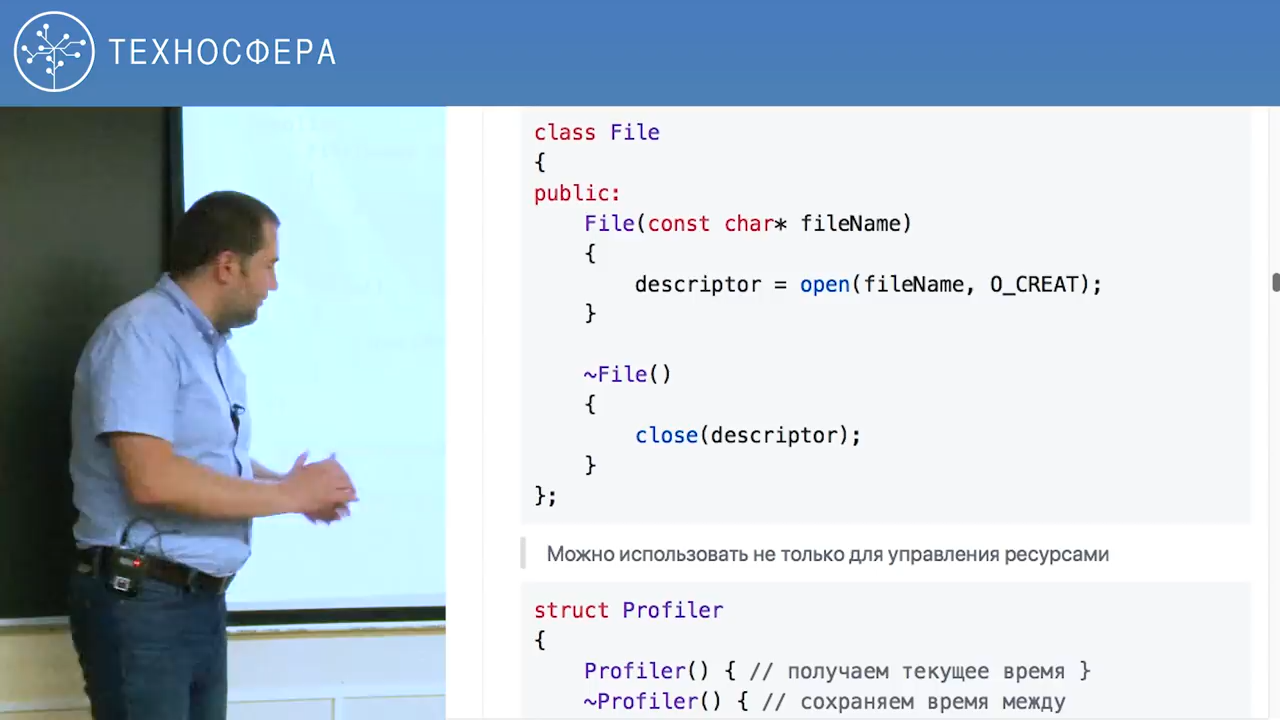 ТЕХНОСФЕРА
class File
{
public:
    File(const char* fileName)
    {
        descriptor = open(fileName, O_CREAT);
    }

    ~File()
    {
        close(descriptor);
    }
};
Можно использовать не только для управления ресурсами
struct Profiler
{
    Profiler() { // получаем текущее время }
    ~Profiler() { // сохраняем время между